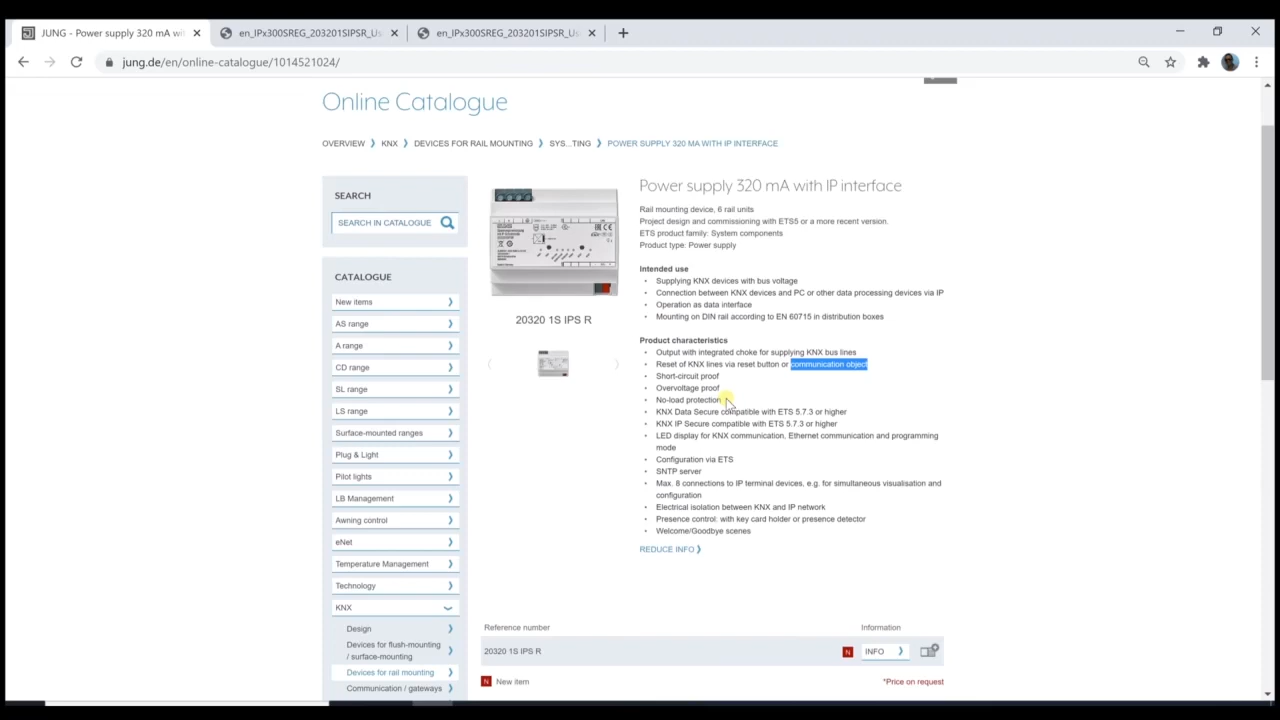 JUNG - Power supply 320 mA wi
en_IPx300SREG_203201SIPSR_Us
en_IPx300SREG_203201SIPSR_Us
jung.de/en/online-catalogue/1014521024/
Online Catalogue
OVERVIEW ❯ KNX ❯ DEVICES FOR RAIL MOUNTING ❯ SYS...TING ❯ POWER SUPPLY 320 MA WITH IP INTERFACE
SEARCH
SEARCH IN CATALOGUE
CATALOGUE
New items
AS range
A range
CD range
SL range
LS range
Surface-mounted ranges
Plug & Light
Pilot lights
LB Management
Awning control
eNet
Temperature Management
Technology
KNX
Design
Devices for flush-mounting
/ surface-mounting
Devices for rail mounting
Communication / gateways
20320 1S IPS R
Power supply 320 mA with IP interface
Rail mounting device, 6 rail units
Project design and commissioning with ETS5 or a more recent version.
ETS product family: System components
Product type: Power supply
Intended use
• Supplying KNX devices with bus voltage
• Connection between KNX devices and PC or other data processing devices via IP
• Operation as data interface
• Mounting on DIN rail according to EN 60715 in distribution boxes
Product characteristics
• Output with integrated choke for supplying KNX bus lines
• Reset of KNX lines via reset button or communication object
• Short-circuit proof
• Overvoltage proof
• No-load protection
• KNX Data Secure compatible with ETS 5.7.3 or higher
• KNX IP Secure compatible with ETS 5.7.3 or higher
• LED display for KNX communication, Ethernet communication and programming
mode
• Configuration via ETS
• SNTP server
• Max. 8 connections to IP terminal devices, e.g. for simultaneous visualisation and
configuration
• Electrical isolation between KNX and IP network
• Presence control: with key card holder or presence detector
• Welcome/Goodbye scenes
REDUCE INFO ❯
Reference number
Information
20320 1S IPS R
N
INFO
N New item
*Price on request